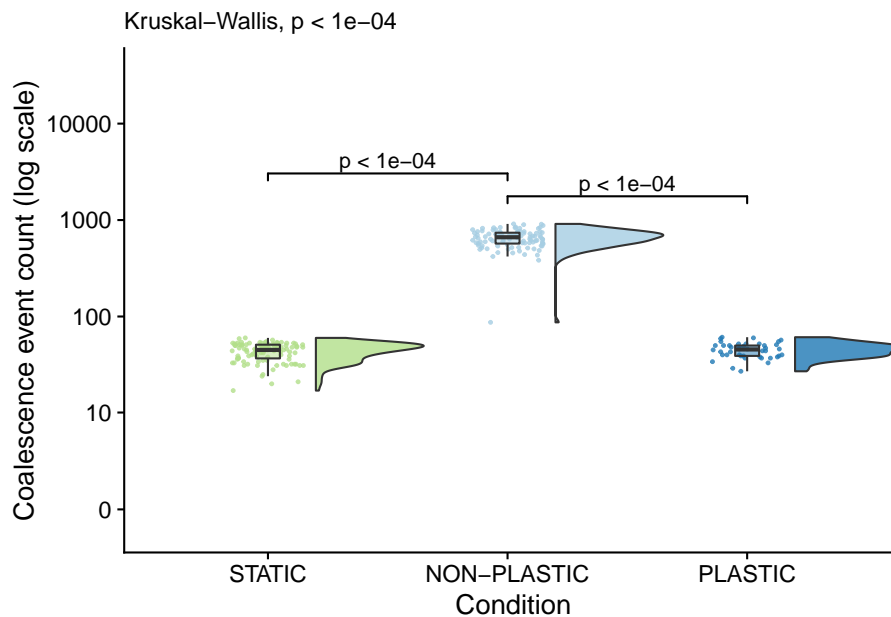 Kruskal−Wallis, p < 1e−04
Coalescence event count (log scale)
10000
1000
100
10
0
p < 1e−04
p < 1e−04
STATIC
NON−PLASTIC
PLASTIC
Condition